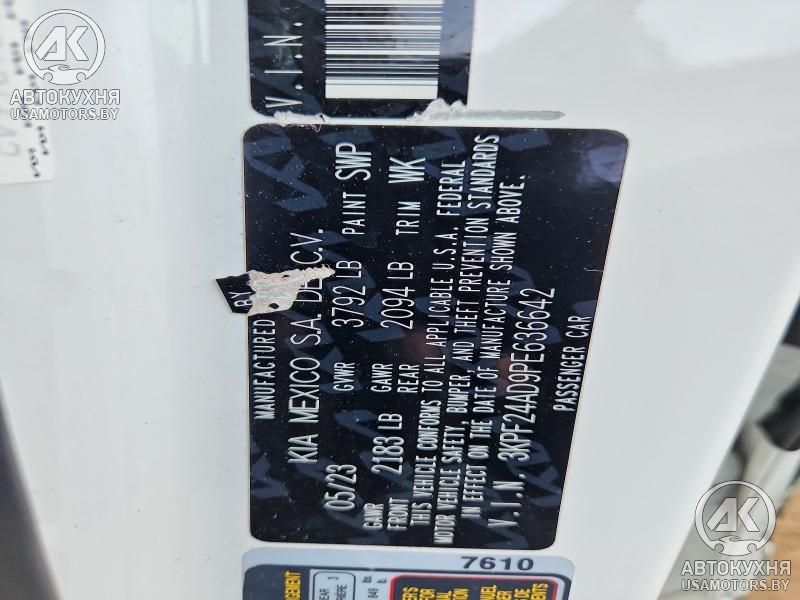 AK
АВТОКУХНЯ
USAMOTORS.BY
V.I.N.
MANUFACTURED BY
KIA MEXICO S.A. DE C.V.
05/23 GVWR 3792 LB PAINT SWP
GAWR FRONT 2183 LB GAWR REAR 2094 LB TRIM WK
THIS VEHICLE CONFORMS TO ALL APPLICABLE U.S.A. FEDERAL
MOTOR VEHICLE SAFETY, BUMPER, AND THEFT PREVENTION STANDARDS
IN EFFECT ON THE DATE OF MANUFACTURE SHOWN ABOVE.
V.I.N. 3KPF24AD9PE636642
PASSENGER CAR
7610
AK
АВТОКУХНЯ
USAMOTORS.BY